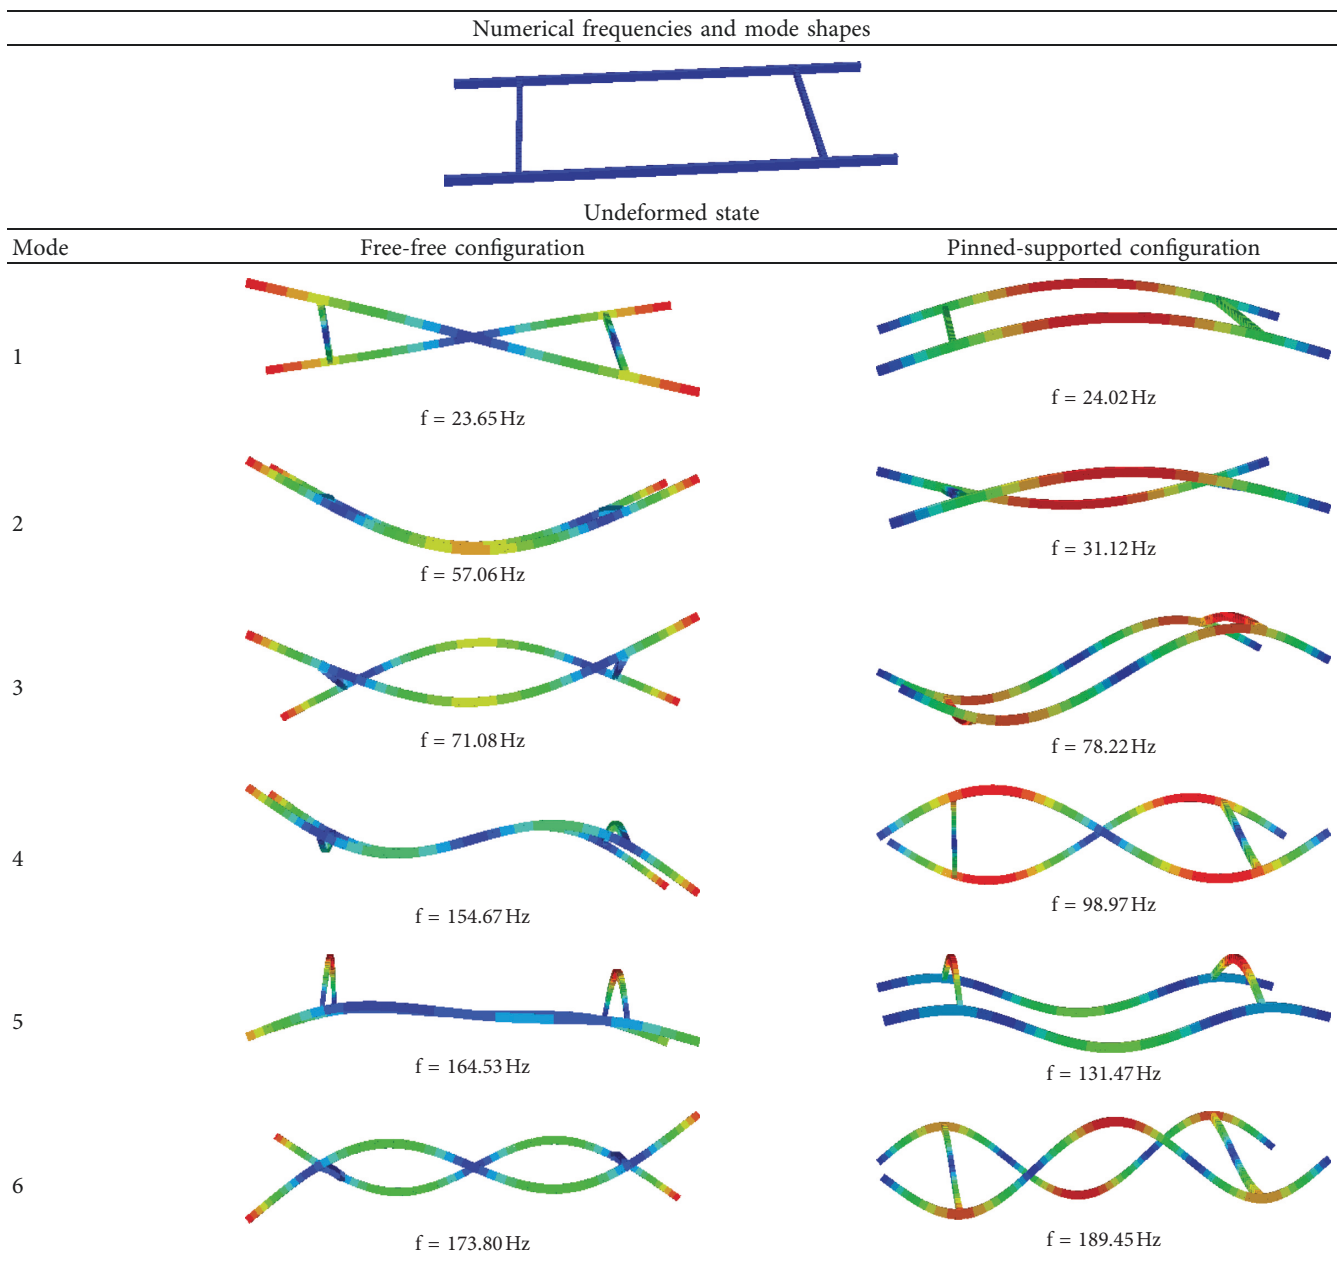 Numerical frequencies and mode shapes
Undeformed state
Mode Free-free configuration Pinned-supported configuration
1
f = 23.65 Hz
f = 24.02 Hz
2
f = 57.06 Hz
f = 31.12 Hz
3
f = 71.08 Hz
f = 78.22 Hz
4
f = 154.67 Hz
f = 98.97 Hz
5
f = 164.53 Hz
f = 131.47 Hz
6
f = 173.80 Hz
f = 189.45 Hz